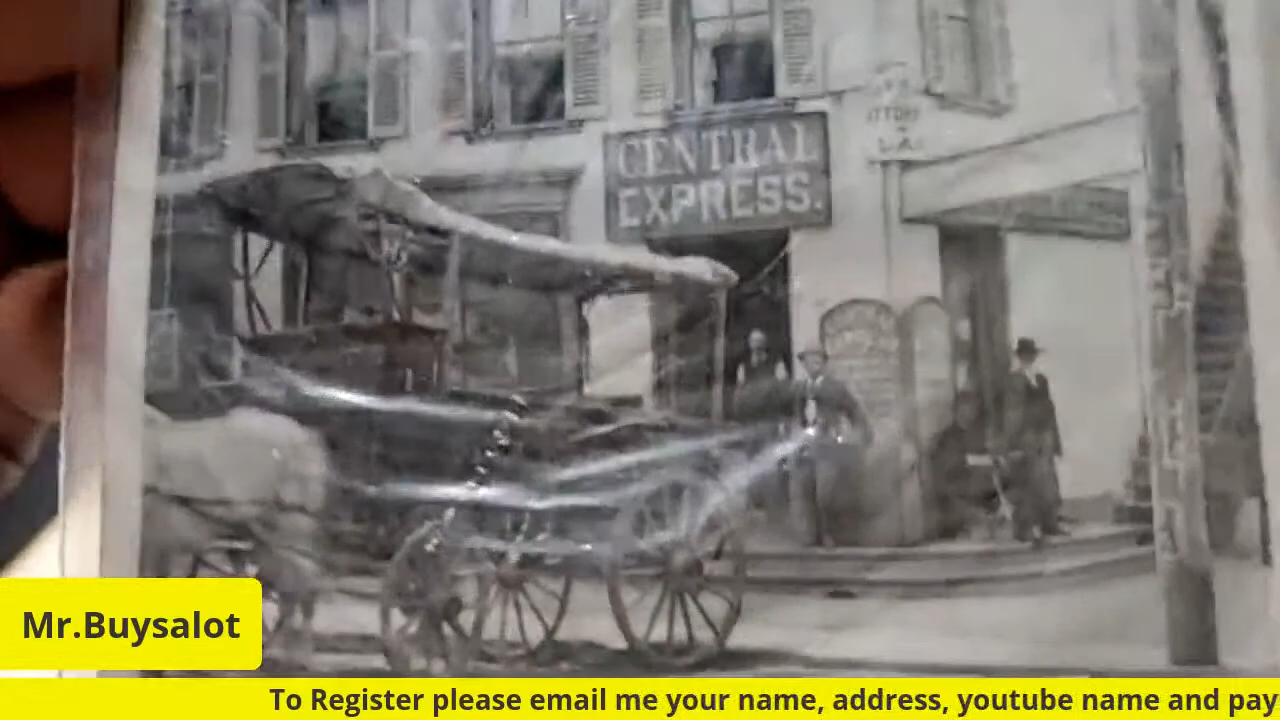 CENTRAL
EXPRESS.
Mr.Buysalot
To Register please email me your name, address, youtube name and pay